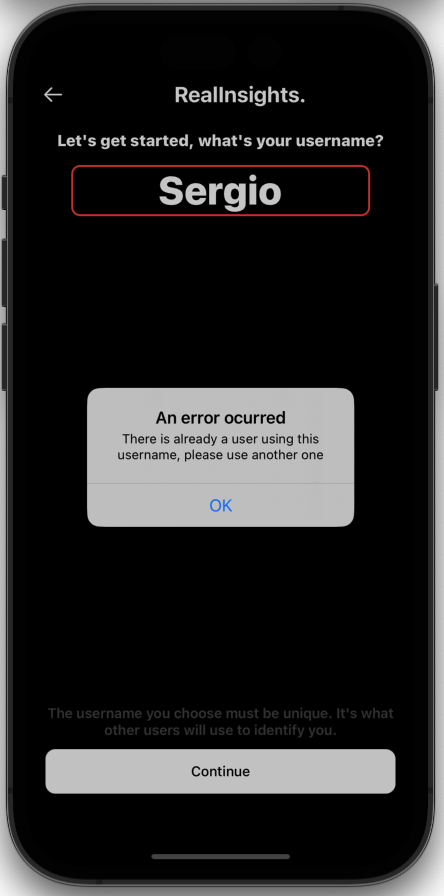 RealInsights.
Let's get started, what's your username?
Sergio
An error ocurred
There is already a user using this
username, please use another one
OK
The username you choose must be unique. It's what
other users will use to identify you.
Continue